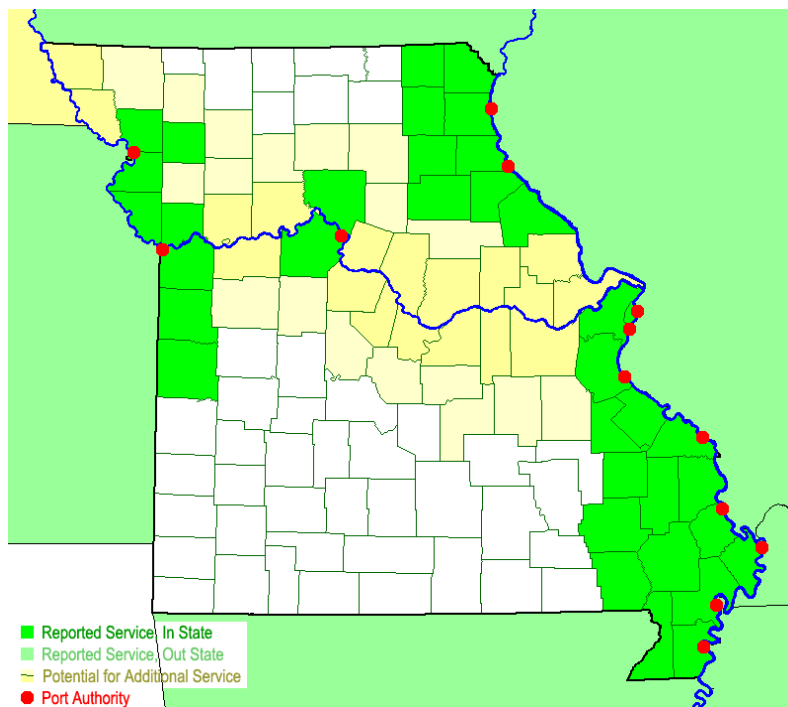 Reported Service, In State
Reported Service, Out State
Potential for Additional Service
Port Authority